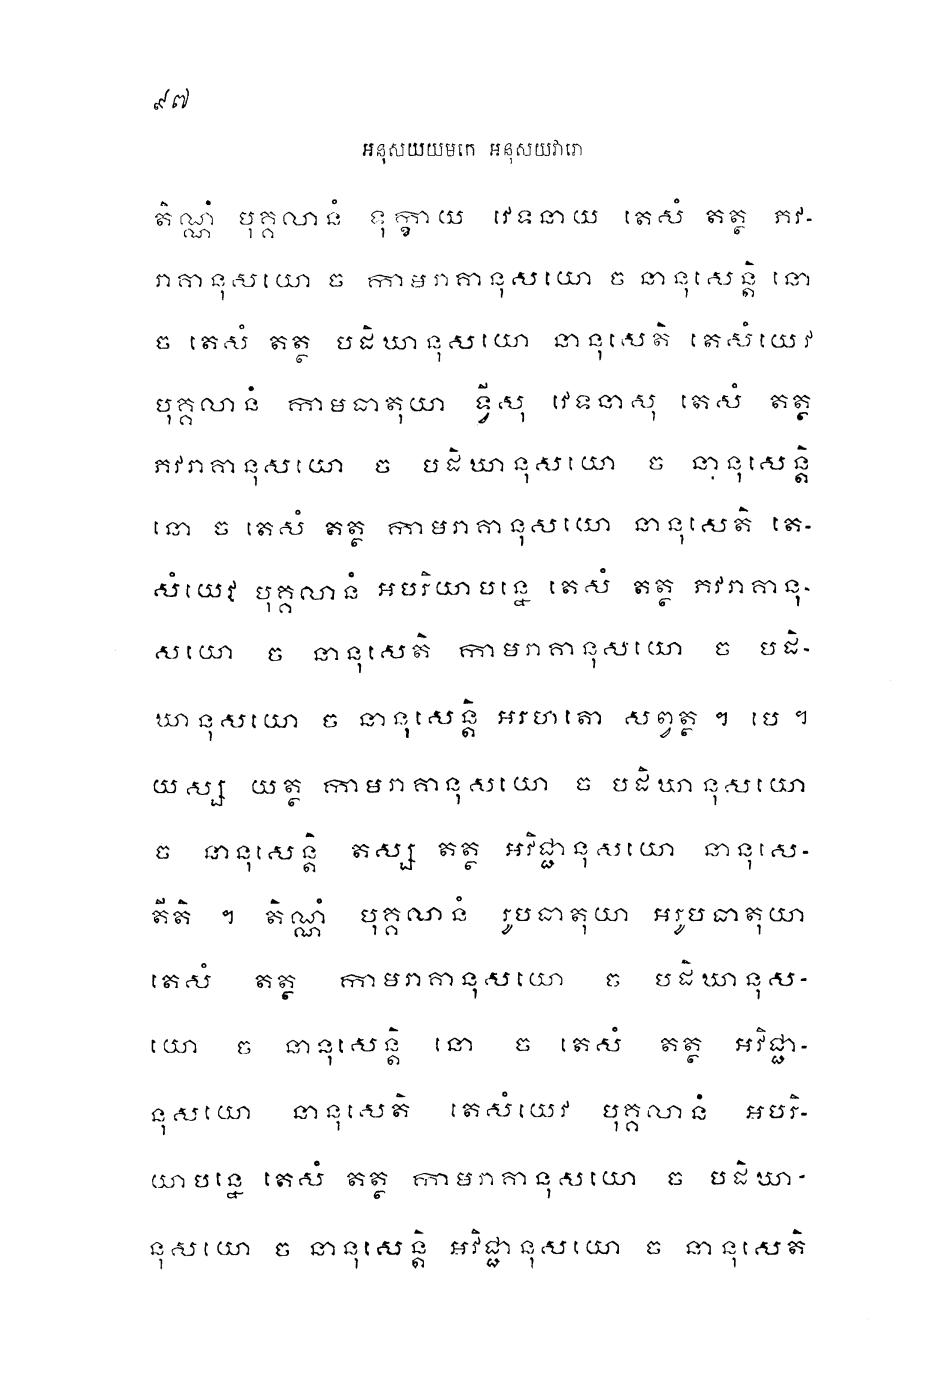 ៩៧
អនុសយយមកេ អនុសយវារោ
តិណ្ណំ បុគ្គលានំ ទុក្ខាយ វេទនាយ តេសំ តត្ថ ភវ-
រាគានុសយោ ច កាមរាគានុសយោ ច នានុសេន្តិ នោ
ច តេសំ តត្ថ បដិឃានុសយោ នានុសេតិ តេសំយេវ
បុគ្គលានំ កាមធាតុយា ទ្វីសុ វេទនាសុ តេសំ តត្ថ
ភវរាគានុសយោ ច បដិឃានុសយោ ច នានុសេន្តិ
នោ ច តេសំ តត្ថ កាមរាគានុសយោ នានុសេតិ តេ-
សំយេវ បុគ្គលានំ អបរិយាបន្នេ តេសំ តត្ថ ភវរាគានុ-
សយោ ច នានុសេតិ កាមរាគានុសយោ ច បដិ-
ឃានុសយោ ច នានុសេន្តិ អរហតោ សព្វត្ថ ។ បេ ។
យស្ស យត្ថ កាមរាគានុសយោ ច បដិឃានុសយោ
ច នានុសេន្តិ តស្ស តត្ថ អវិជ្ជានុសយោ នានុសេ-
តីតិ ។ តិណ្ណំ បុគ្គលានំ រូបធាតុយា អរូបធាតុយា
តេសំ តត្ថ កាមរាគានុសយោ ច បដិឃានុស-
យោ ច នានុសេន្តិ នោ ច តេសំ តត្ថ អវិជ្ជា-
នុសយោ នានុសេតិ តេសំយេវ បុគ្គលានំ អបរិ-
យាបន្នេ តេសំ តត្ថ កាមរាគានុសយោ ច បដិឃា-
នុសយោ ច នានុសេន្តិ អវិជ្ជានុសយោ ច នានុសេតិ